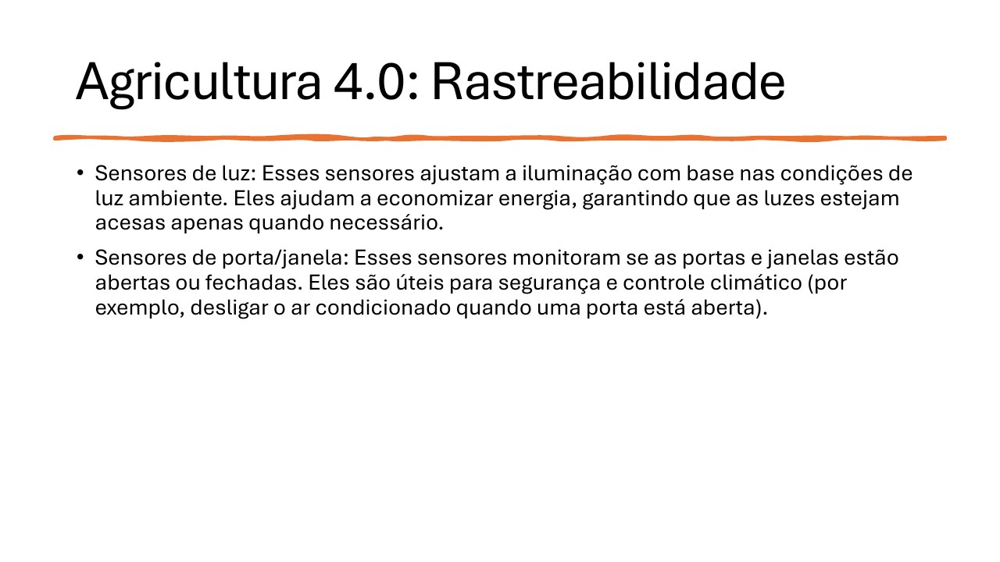 Agricultura 4.0: Rastreabilidade
• Sensores de luz: Esses sensores ajustam a iluminação com base nas condições de
luz ambiente. Eles ajudam a economizar energia, garantindo que as luzes estejam
acesas apenas quando necessário.
• Sensores de porta/janela: Esses sensores monitoram se as portas e janelas estão
abertas ou fechadas. Eles são úteis para segurança e controle climático (por
exemplo, desligar o ar condicionado quando uma porta está aberta).